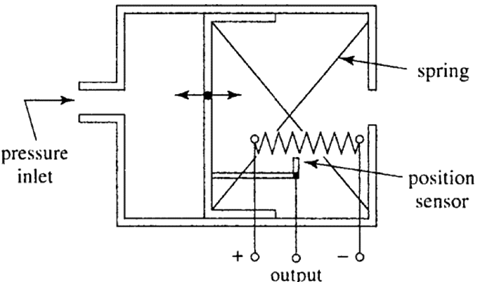 spring
pressure
inlet
position
sensor
+
−
output